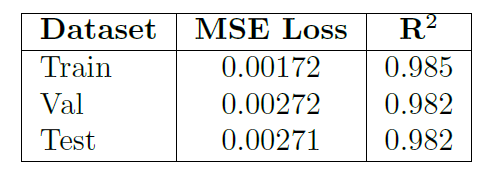 Dataset MSE Loss R²
Train 0.00172 0.985
Val 0.00272 0.982
Test 0.00271 0.982